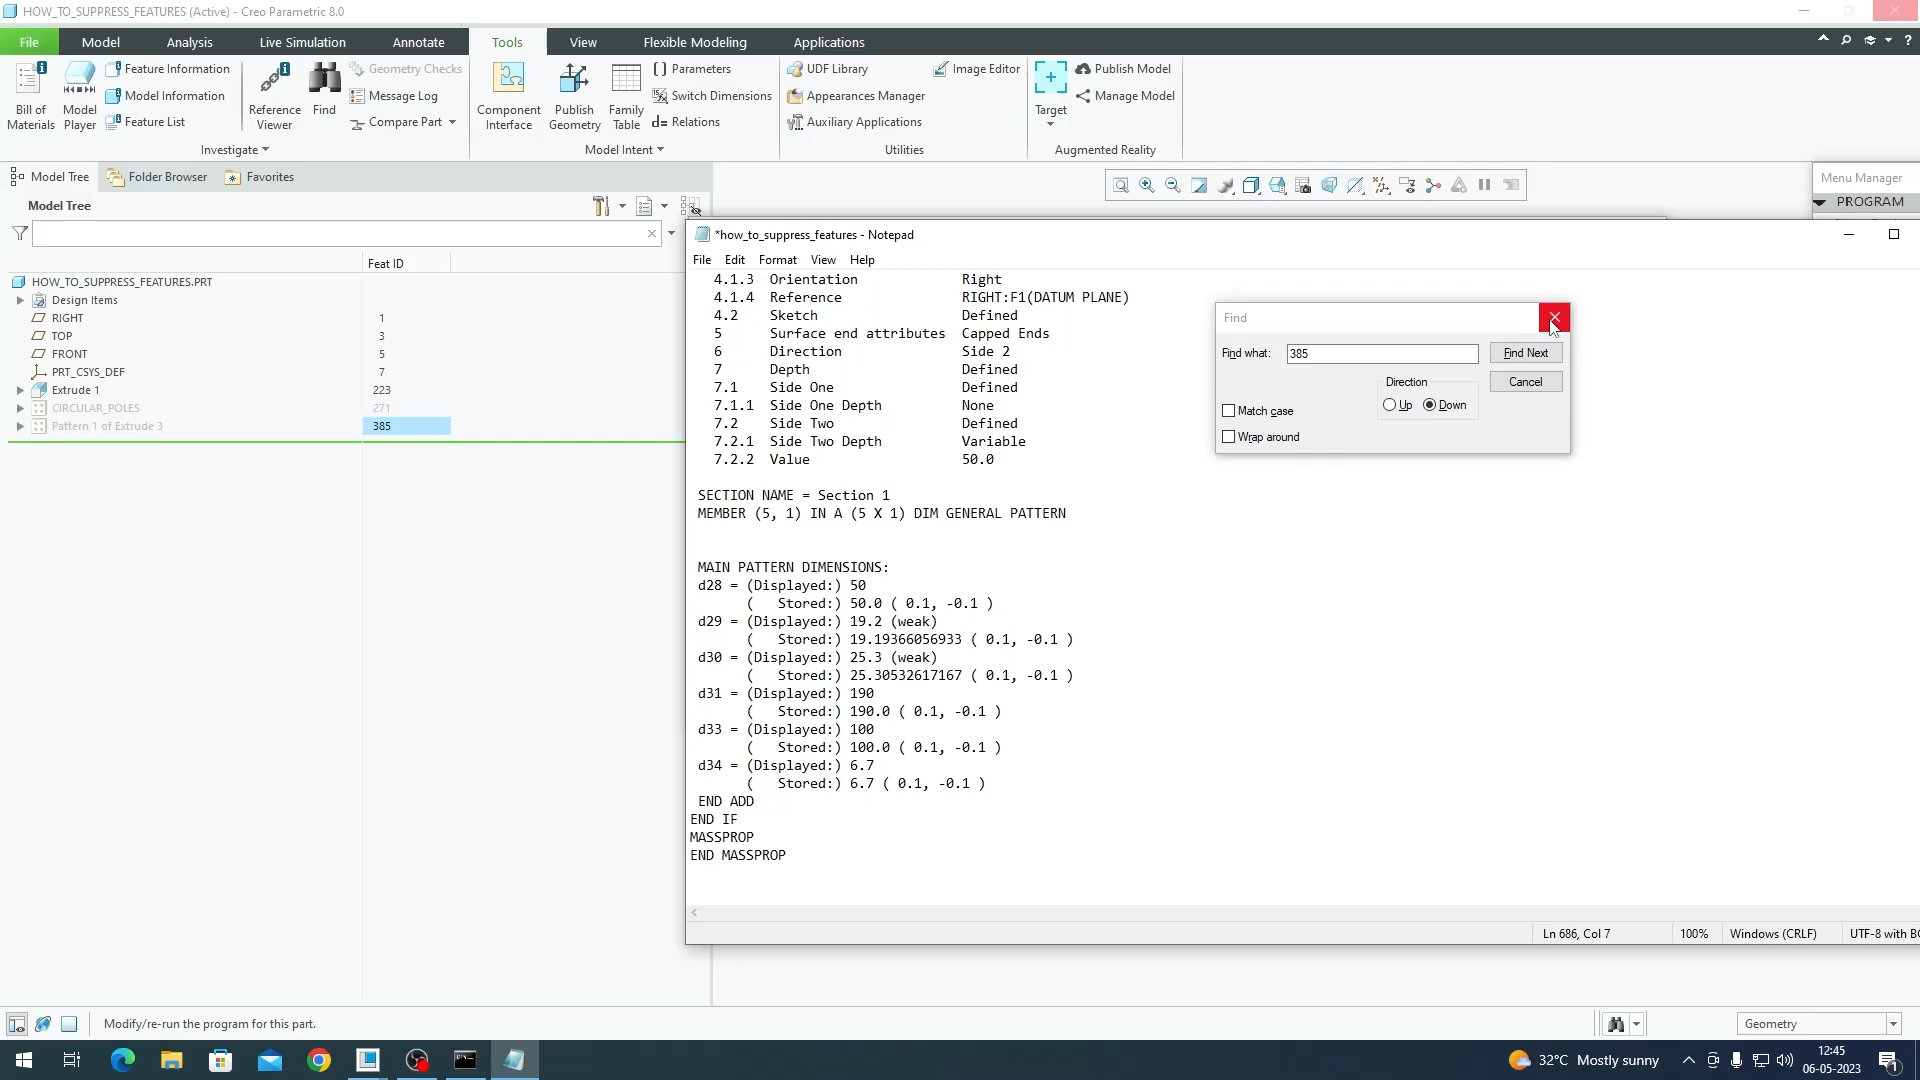 HOW_TO_SUPPRESS_FEATURES (Active) - Creo Parametric 8.0
File Model Analysis Live Simulation Annotate Tools View Flexible Modeling Applications
Bill of Materials
Model Player
Feature Information
Model Information
Feature List
Reference Viewer
Find
Geometry Checks
Message Log
Compare Part
Investigate
Component Interface
Publish Geometry
Family Table
Parameters
Switch Dimensions
d= Relations
Model Intent
UDF Library
Appearances Manager
Auxiliary Applications
Image Editor
Utilities
Target
Publish Model
Manage Model
Augmented Reality
Model Tree Folder Browser Favorites
Model Tree
Feat ID
HOW_TO_SUPPRESS_FEATURES.PRT
Design Items
RIGHT 1
TOP 3
FRONT 5
PRT_CSYS_DEF 7
Extrude 1 223
CIRCULAR_POLES 271
Pattern 1 of Extrude 3 385
Menu Manager
PROGRAM
*how_to_suppress_features - Notepad
File Edit Format View Help
4.1.3 Orientation Right
4.1.4 Reference RIGHT:F1(DATUM PLANE)
4.2 Sketch Defined
5 Surface end attributes Capped Ends
6 Direction Side 2
7 Depth Defined
7.1 Side One Defined
7.1.1 Side One Depth None
7.2 Side Two Defined
7.2.1 Side Two Depth Variable
7.2.2 Value 50.0
SECTION NAME = Section 1
MEMBER (5, 1) IN A (5 X 1) DIM GENERAL PATTERN
MAIN PATTERN DIMENSIONS:
d28 = (Displayed:) 50
( Stored:) 50.0 ( 0.1, -0.1 )
d29 = (Displayed:) 19.2 (weak)
( Stored:) 19.19366056933 ( 0.1, -0.1 )
d30 = (Displayed:) 25.3 (weak)
( Stored:) 25.30532617167 ( 0.1, -0.1 )
d31 = (Displayed:) 190
( Stored:) 190.0 ( 0.1, -0.1 )
d33 = (Displayed:) 100
( Stored:) 100.0 ( 0.1, -0.1 )
d34 = (Displayed:) 6.7
( Stored:) 6.7 ( 0.1, -0.1 )
END ADD
END IF
MASSPROP
END MASSPROP
Find
Find what: 385 Find Next
Direction Cancel
Up Down
Match case
Wrap around
Ln 686, Col 7 100% Windows (CRLF) UTF-8 with BO
Modify/re-run the program for this part.
Geometry
32°C Mostly sunny
12:45
06-05-2023
1